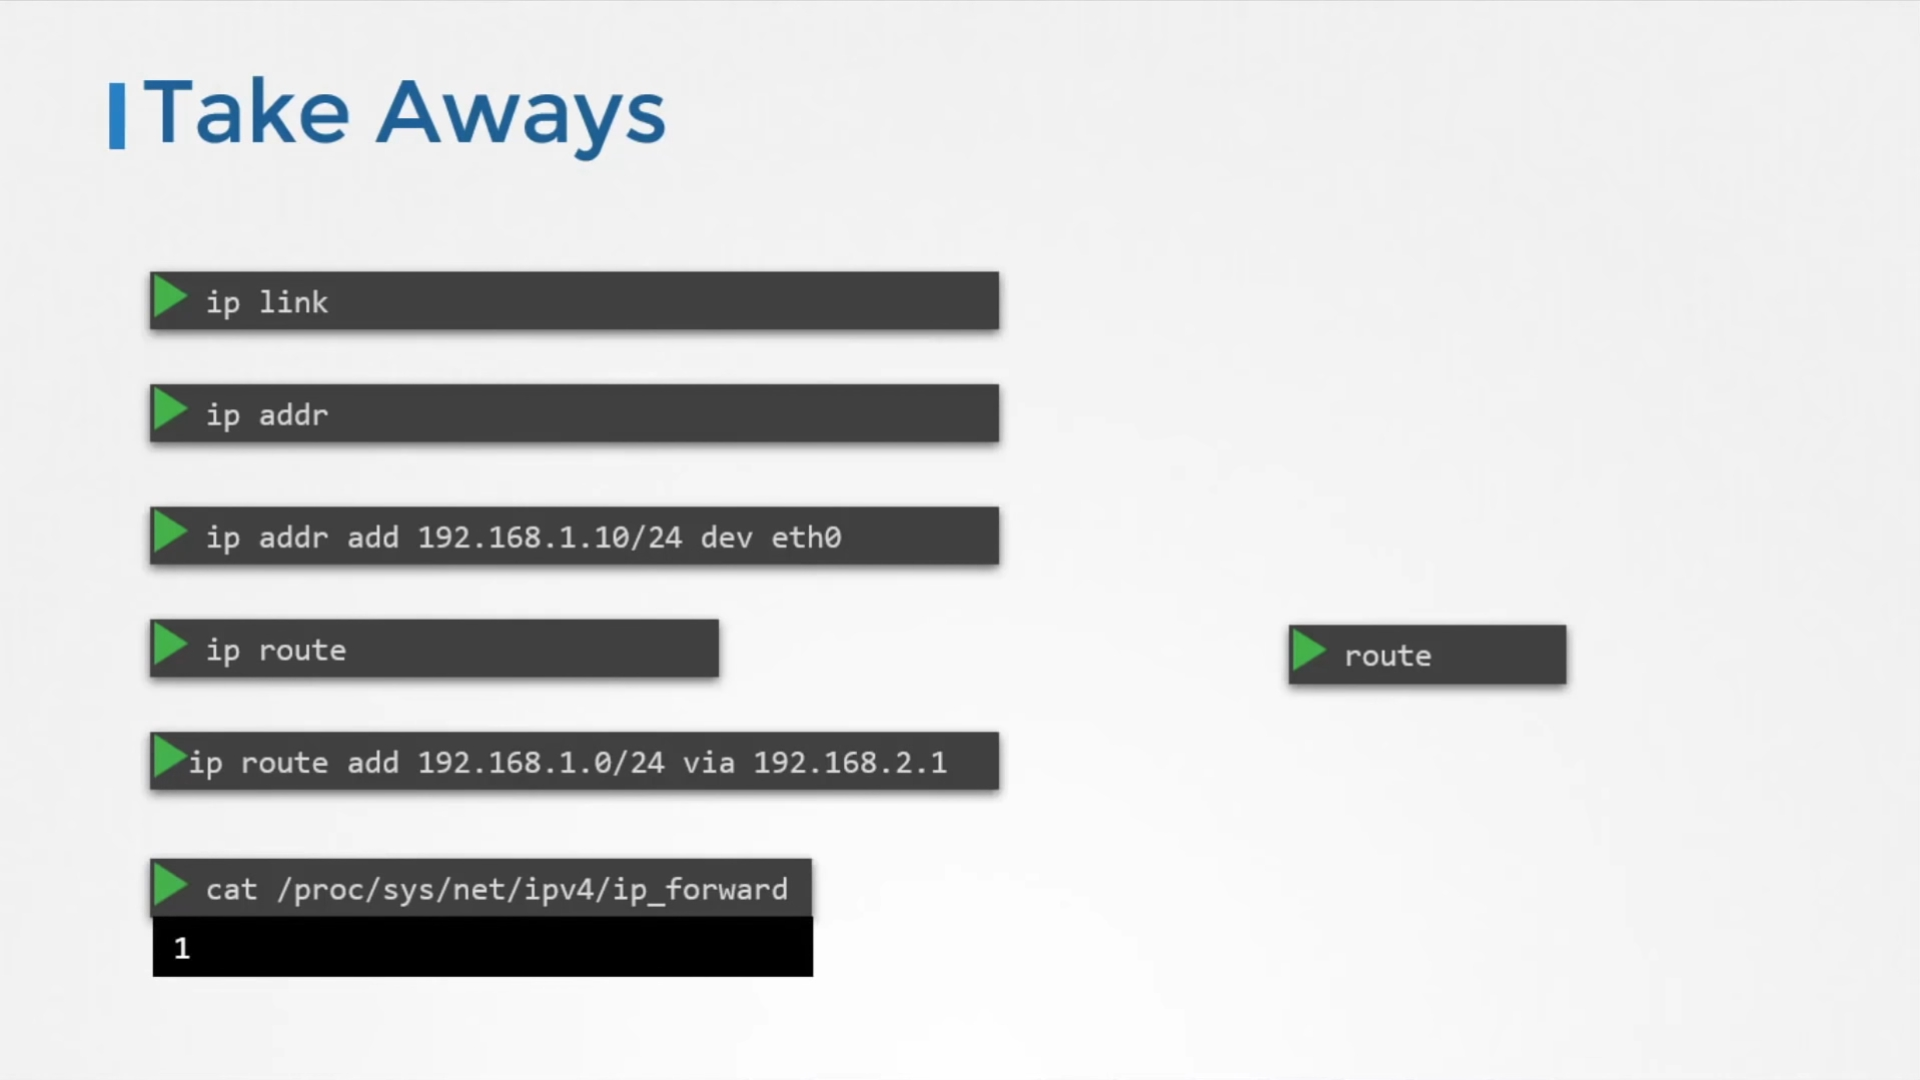 Take Aways
ip link
ip addr
ip addr add 192.168.1.10/24 dev eth0
ip route
route
ip route add 192.168.1.0/24 via 192.168.2.1
cat /proc/sys/net/ipv4/ip_forward
1